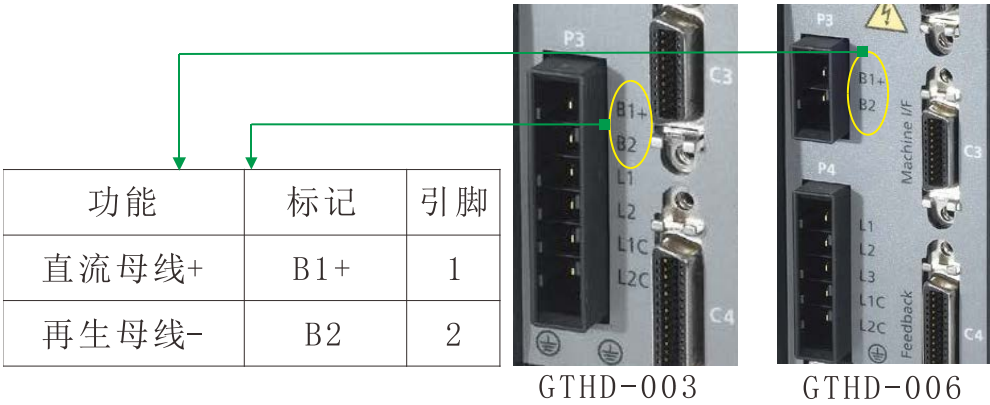 功能 标记 引脚
直流母线+ B1+ 1
再生母线- B2 2
P3
C3
B1+
B2
L1
L2
L1C
L2C
C4
GTHD-003
P3
B1+
B2
Machine I/F
C3
P4
L1
L2
L3
L1C
L2C
Feedback
C4
GTHD-006